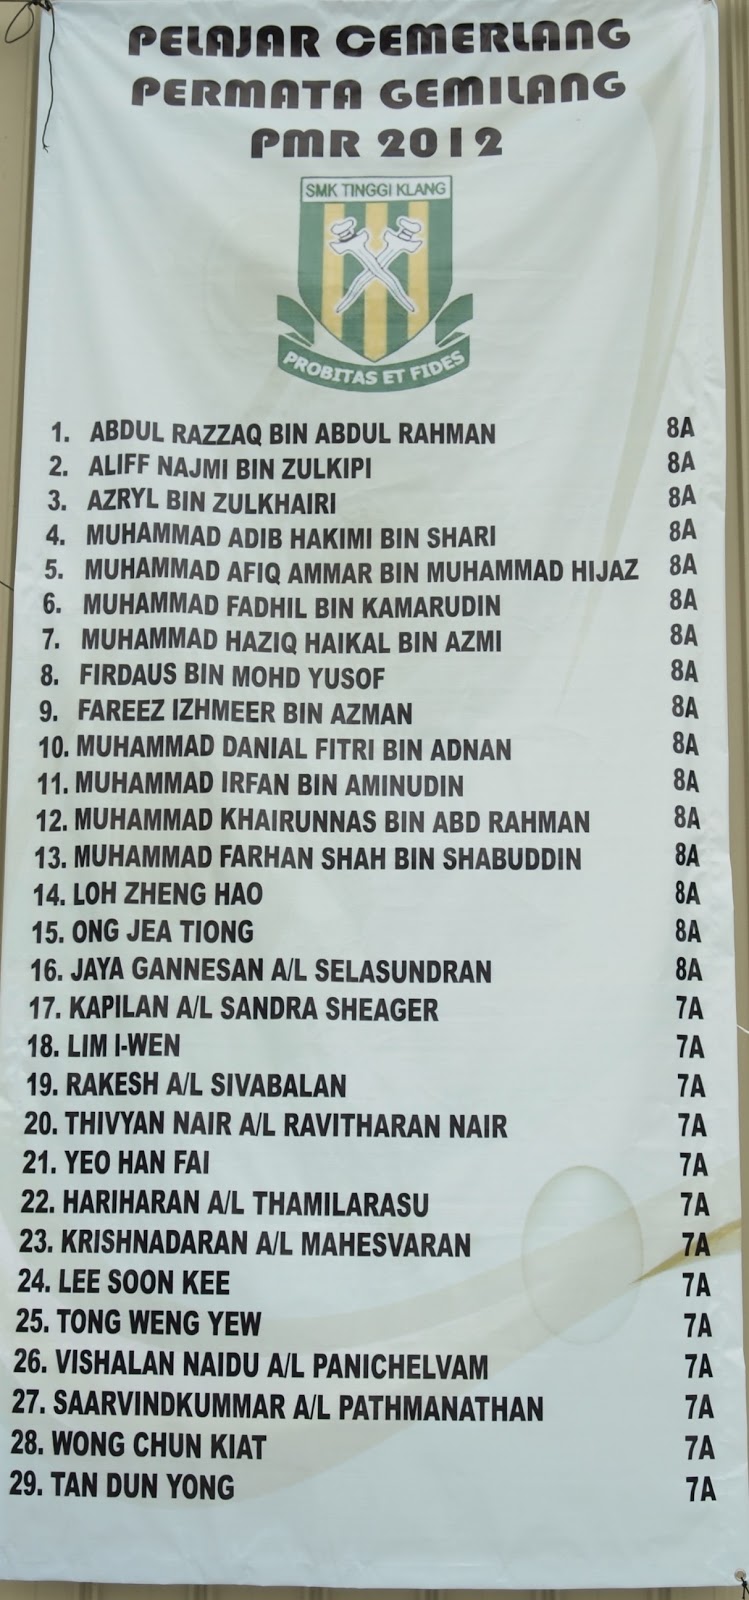 PELAJAR CEMERLANG
PERMATA GEMILANG
PMR 2012
SMK TINGGI KLANG
PROBITAS ET FIDES
1. ABDUL RAZZAQ BIN ABDUL RAHMAN 8A
2. ALIFF NAJMI BIN ZULKIPI 8A
3. AZRYL BIN ZULKHAIRI 8A
4. MUHAMMAD ADIB HAKIMI BIN SHARI 8A
5. MUHAMMAD AFIQ AMMAR BIN MUHAMMAD HIJAZ 8A
6. MUHAMMAD FADHIL BIN KAMARUDIN 8A
7. MUHAMMAD HAZIQ HAIKAL BIN AZMI 8A
8. FIRDAUS BIN MOHD YUSOF 8A
9. FAREEZ IZHMEER BIN AZMAN 8A
10. MUHAMMAD DANIAL FITRI BIN ADNAN 8A
11. MUHAMMAD IRFAN BIN AMINUDIN 8A
12. MUHAMMAD KHAIRUNNAS BIN ABD RAHMAN 8A
13. MUHAMMAD FARHAN SHAH BIN SHABUDDIN 8A
14. LOH ZHENG HAO 8A
15. ONG JEA TIONG 8A
16. JAYA GANNESAN A/L SELASUNDRAN 8A
17. KAPILAN A/L SANDRA SHEAGER 7A
18. LIM I-WEN 7A
19. RAKESH A/L SIVABALAN 7A
20. THIVYAN NAIR A/L RAVITHARAN NAIR 7A
21. YEO HAN FAI 7A
22. HARIHARAN A/L THAMILARASU 7A
23. KRISHNADARAN A/L MAHESVARAN 7A
24. LEE SOON KEE 7A
25. TONG WENG YEW 7A
26. VISHALAN NAIDU A/L PANICHELVAM 7A
27. SAARVINDKUMMAR A/L PATHMANATHAN 7A
28. WONG CHUN KIAT 7A
29. TAN DUN YONG 7A